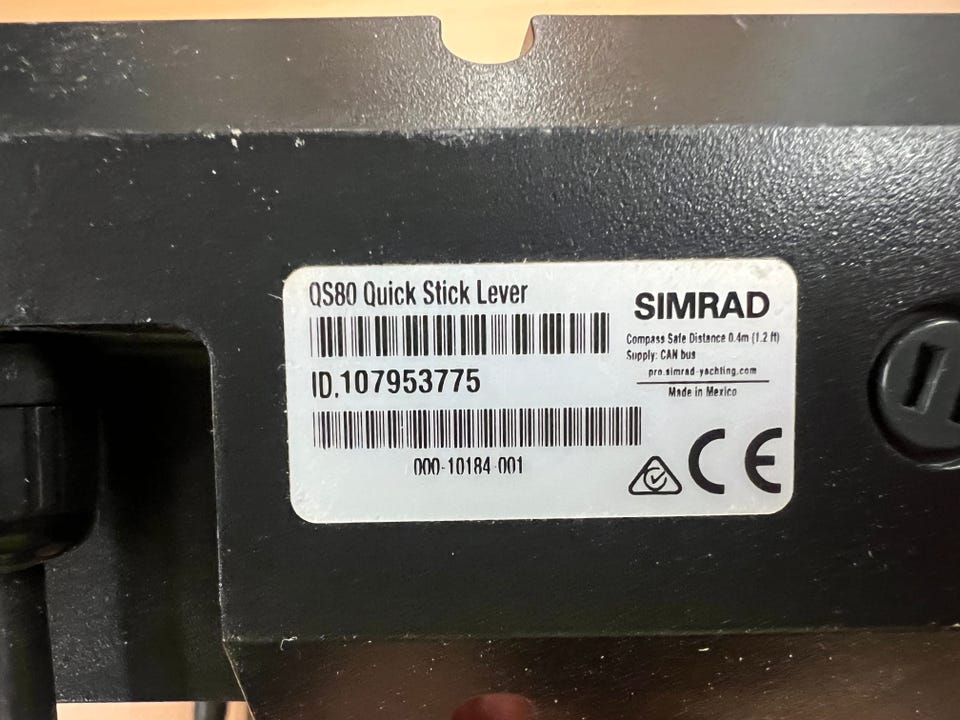 QS80 Quick Stick Lever
ID.107953775
000-10184-001
SIMRAD
Compass Safe Distance 0.4m (1.2 ft)
Supply: CAN bus
pro.simrad-yachting.com
Made in Mexico
CE